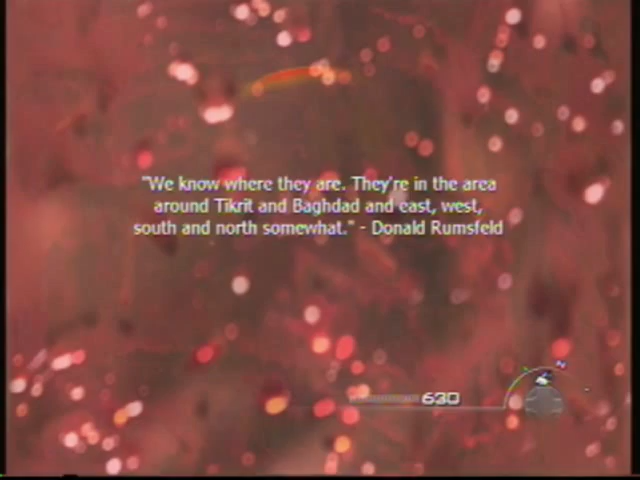 "We know where they are. They're in the area
around Tikrit and Baghdad and east, west,
south and north somewhat." - Donald Rumsfeld
630